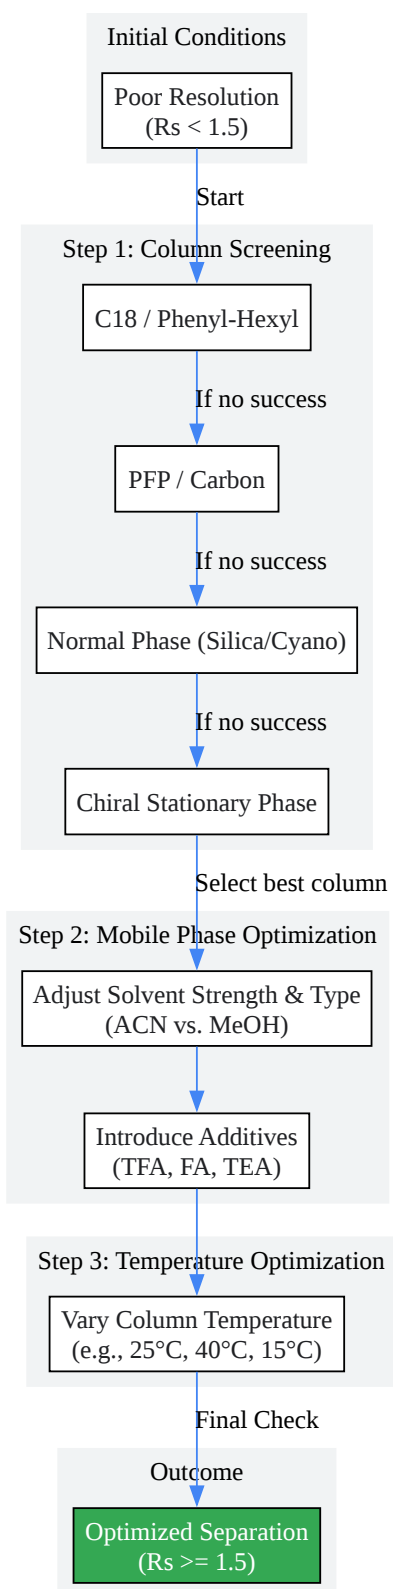 Initial Conditions
Poor Resolution
(Rs < 1.5)
Start
Step 1: Column Screening
C18 / Phenyl-Hexyl
If no success
PFP / Carbon
If no success
Normal Phase (Silica/Cyano)
If no success
Chiral Stationary Phase
Select best column
Step 2: Mobile Phase Optimization
Adjust Solvent Strength & Type
(ACN vs. MeOH)
Introduce Additives
(TFA, FA, TEA)
Step 3: Temperature Optimization
Vary Column Temperature
(e.g., 25°C, 40°C, 15°C)
Final Check
Outcome
Optimized Separation
(Rs >= 1.5)